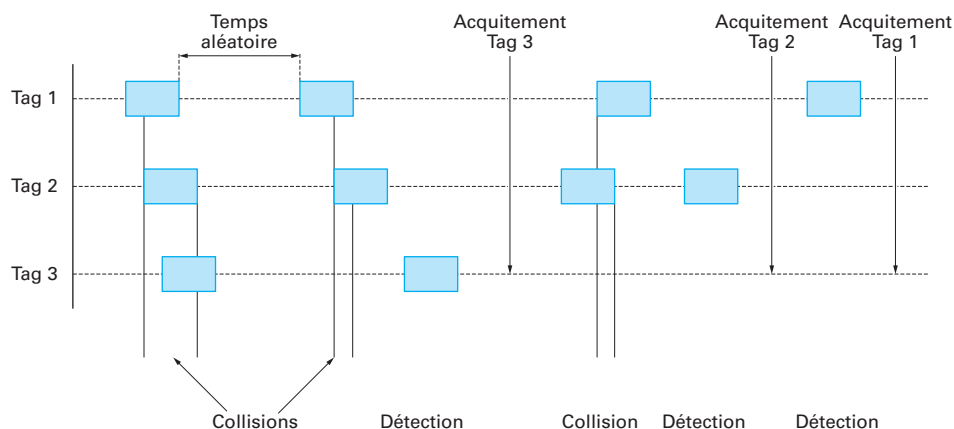 Temps
aléatoire
Acquitement
Tag 3
Acquitement
Tag 2
Acquitement
Tag 1
Tag 1
Tag 2
Tag 3
Collisions
Détection
Collision
Détection
Détection